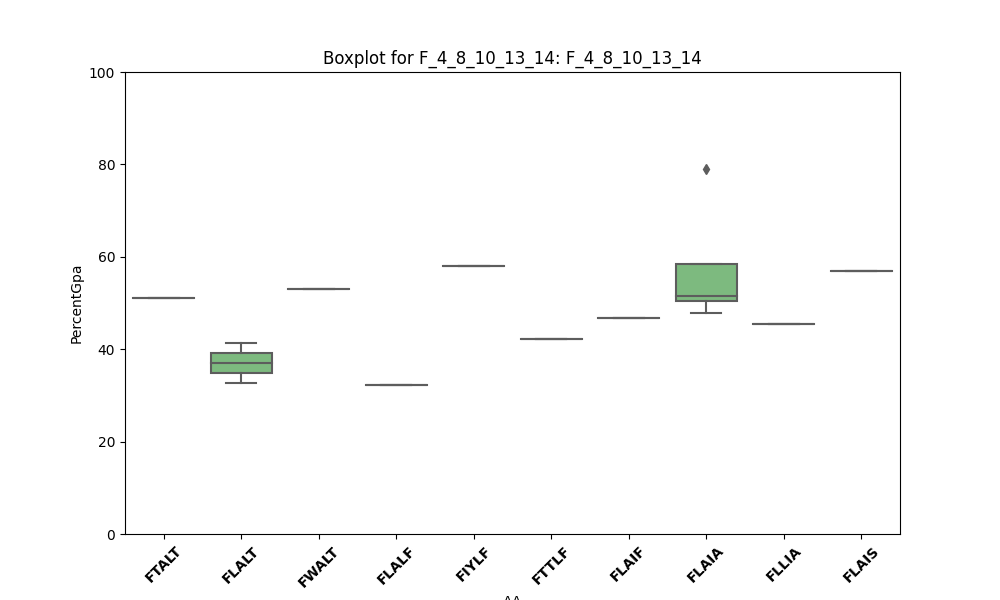 Boxplot for F_4_8_10_13_14: F_4_8_10_13_14
100
80
60
40
20
0
PercentGpa
FTALT
FLALT
FWALT
FLALF
FIYLF
FTTLF
FLAIF
FLAIA
FLLIA
FLAIS
AA